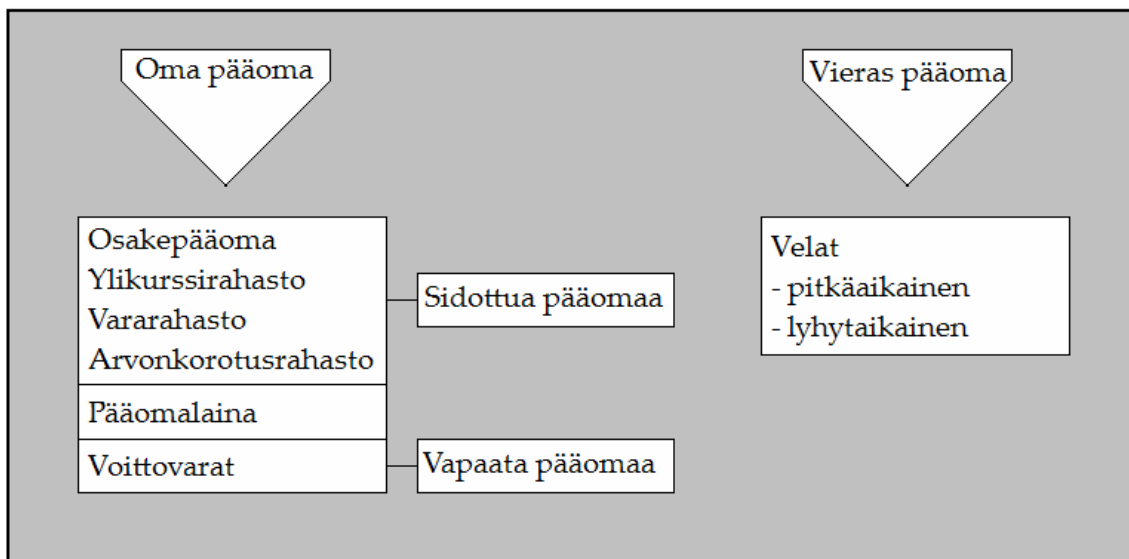 Oma pääoma
Vieras pääoma
Osakepääoma
Ylikurssirahasto
Vararahasto
Arvonkorotusrahasto
Sidottua pääomaa
Pääomalaina
Voittovarat
Vapaata pääomaa
Velat
- pitkäaikainen
- lyhytaikainen